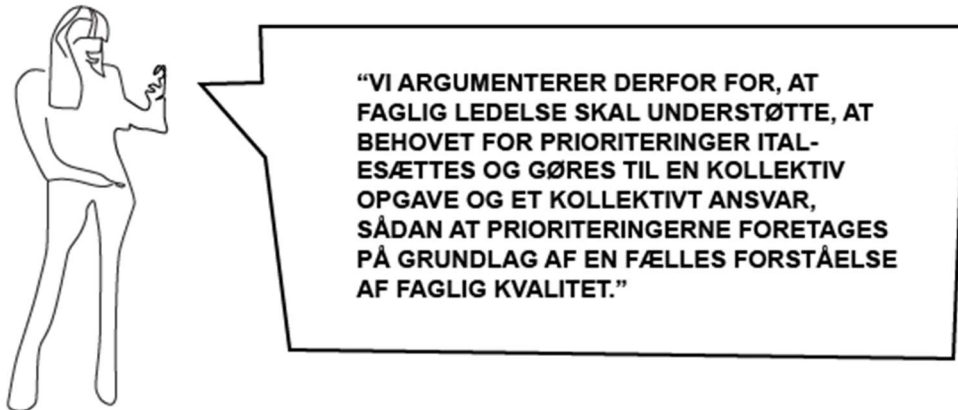 “VI ARGUMENTERER DERFOR FOR, AT
FAGLIG LEDELSE SKAL UNDERSTØTTE, AT
BEHOVET FOR PRIORITERINGER ITAL-
ESÆTTES OG GØRES TIL EN KOLLEKTIV
OPGAVE OG ET KOLLEKTIVT ANSVAR,
SÅDAN AT PRIORITERINGERNE FORETAGES
PÅ GRUNDLAG AF EN FÆLLES FORSTÅELSE
AF FAGLIG KVALITET.”